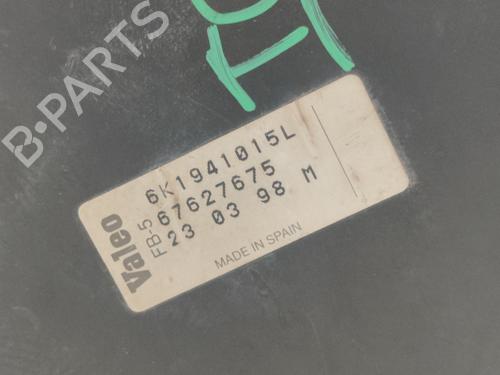 B-PARTS
Valeo
FB-5
6K1941015L
67627675
23 03 98 M
MADE IN SPAIN